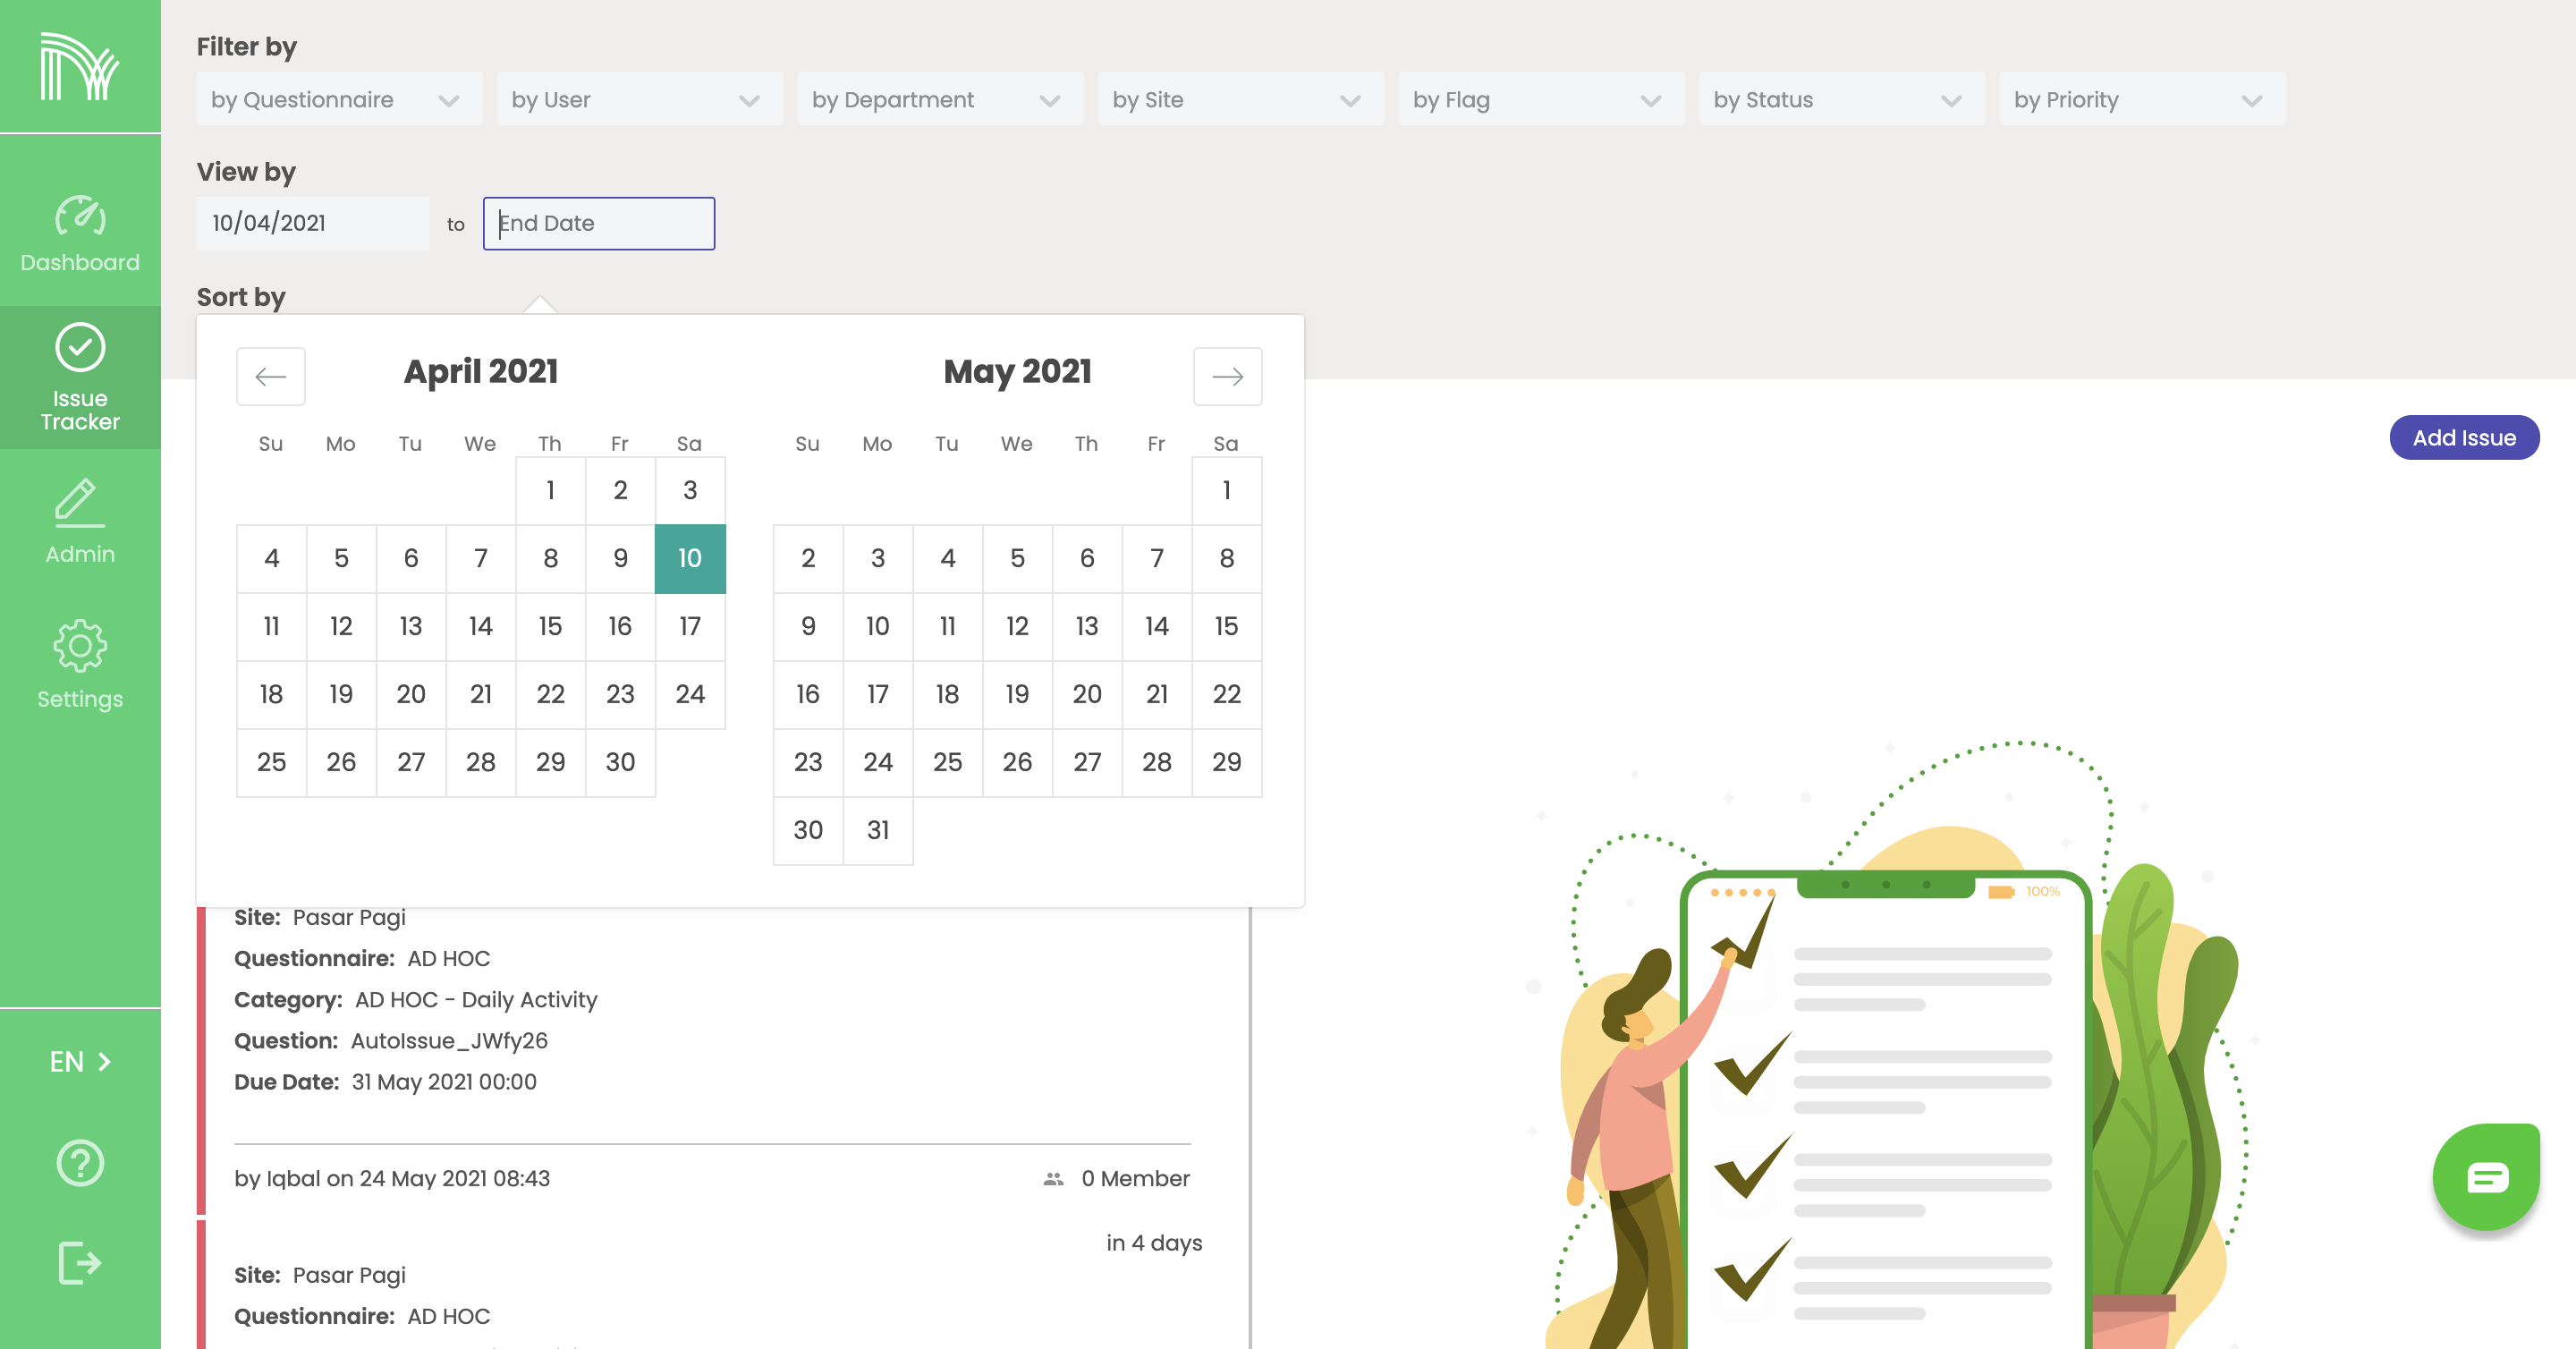 Filter by
by Questionnaire by User by Department by Site by Flag by Status by Priority
View by
10/04/2021 to End Date
Sort by
Dashboard
Issue
Tracker
Admin
Settings
EN
April 2021
Su Mo Tu We Th Fr Sa
1 2 3
4 5 6 7 8 9 10
11 12 13 14 15 16 17
18 19 20 21 22 23 24
25 26 27 28 29 30
May 2021
Su Mo Tu We Th Fr Sa
1
2 3 4 5 6 7 8
9 10 11 12 13 14 15
16 17 18 19 20 21 22
23 24 25 26 27 28 29
30 31
Add Issue
Site: Pasar Pagi
Questionnaire: AD HOC
Category: AD HOC - Daily Activity
Question: AutoIssue_JWfy26
Due Date: 31 May 2021 00:00
by Iqbal on 24 May 2021 08:43 0 Member
in 4 days
Site: Pasar Pagi
Questionnaire: AD HOC
100%